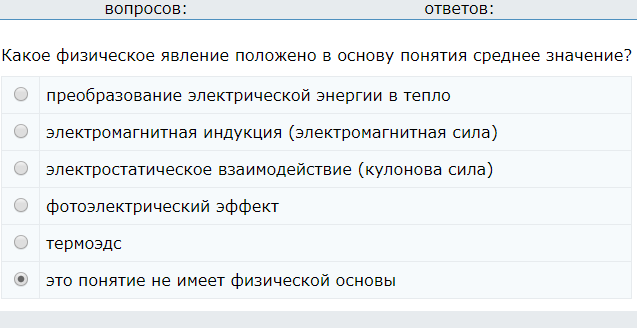 вопросов: ответов:
Какое физическое явление положено в основу понятия среднее значение?
преобразование электрической энергии в тепло
электромагнитная индукция (электромагнитная сила)
электростатическое взаимодействие (кулонова сила)
фотоэлектрический эффект
термоэдс
это понятие не имеет физической основы